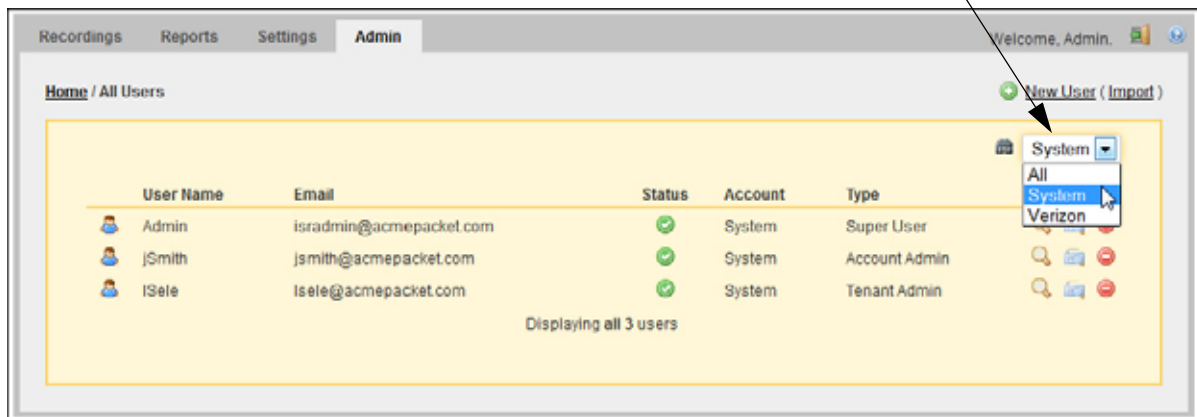 Recordings Reports Settings Admin Welcome, Admin.
Home / All Users New User ( Import )
System
All
System
Verizon
User Name Email Status Account Type
Admin isradmin@acmepacket.com System Super User
jSmith jsmith@acmepacket.com System Account Admin
lSele lsele@acmepacket.com System Tenant Admin
Displaying all 3 users